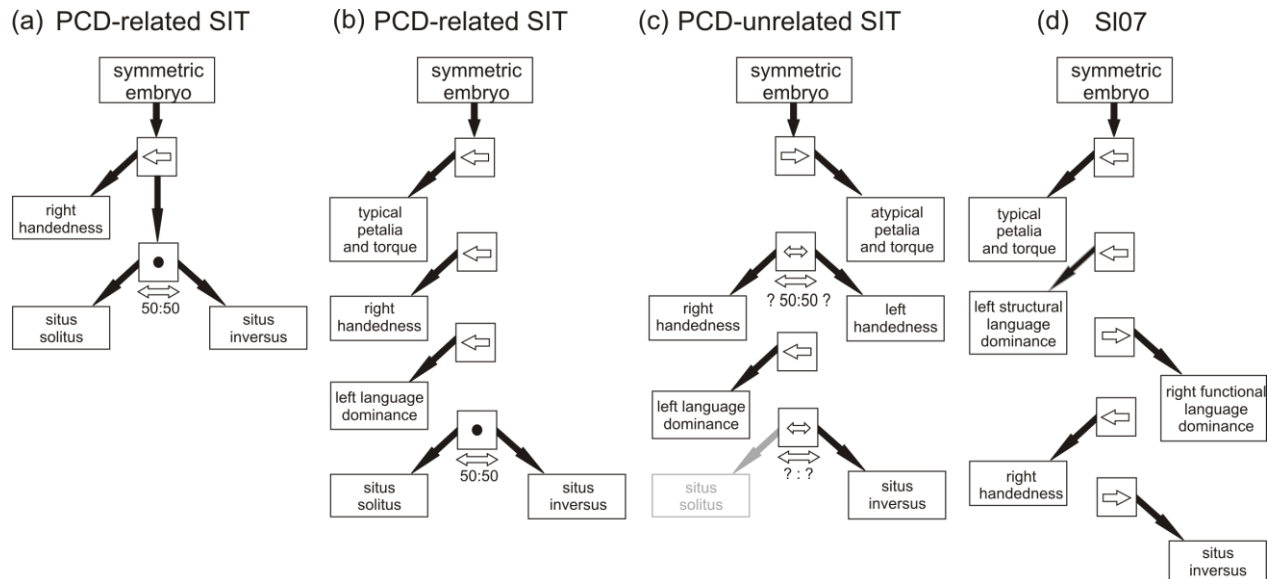 (a) PCD-related SIT
symmetric
embryo
right
handedness
50:50
situs
solitus
situs
inversus
(b) PCD-related SIT
symmetric
embryo
typical
petalia
and torque
right
handedness
left language
dominance
50:50
situs
solitus
situs
inversus
(c) PCD-unrelated SIT
symmetric
embryo
atypical
petalia
and torque
? 50:50 ?
right
handedness
left
handedness
left language
dominance
? : ?
situs
solitus
situs
inversus
(d) SI07
symmetric
embryo
typical
petalia
and torque
left structural
language
dominance
right functional
language
dominance
right
handedness
situs
inversus